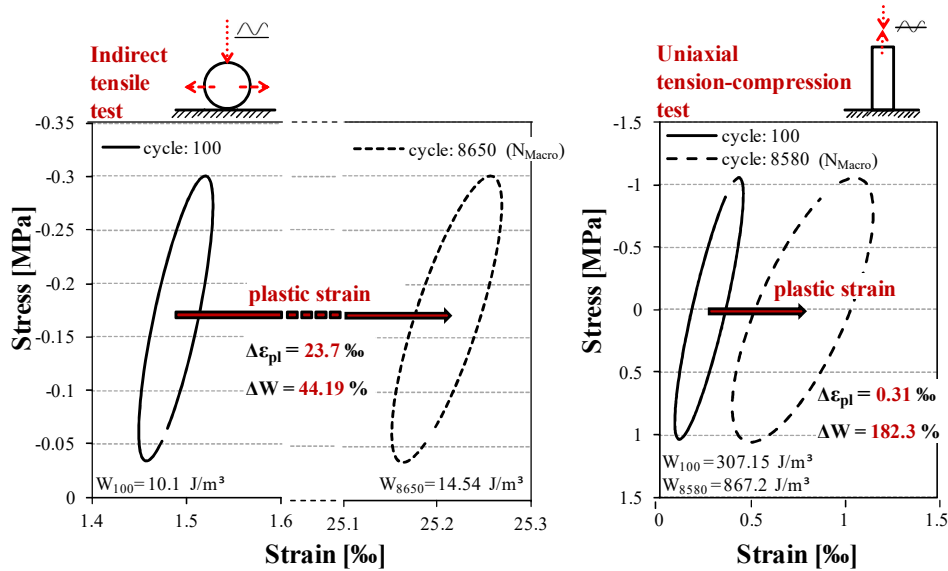 Indirect
tensile
test
-0.35
-0.3
-0.25
-0.2
-0.15
-0.1
-0.05
0
Stress [MPa]
cycle: 100
cycle: 8650 (NMacro)
plastic strain
Δεpl = 23.7 ‰
ΔW = 44.19 %
W100=10.1 J/m³
W8650=14.54 J/m³
1.4 1.5 1.6 25.1 25.2 25.3
Strain [‰]
Uniaxial
tension-compression
test
-1.5
-1
-0.5
0
0.5
1
1.5
Stress [MPa]
cycle: 100
cycle: 8580 (NMacro)
plastic strain
Δεpl = 0.31 ‰
ΔW = 182.3 %
W100=307.15 J/m³
W8580=867.2 J/m³
0 0.5 1 1.5
Strain [‰]